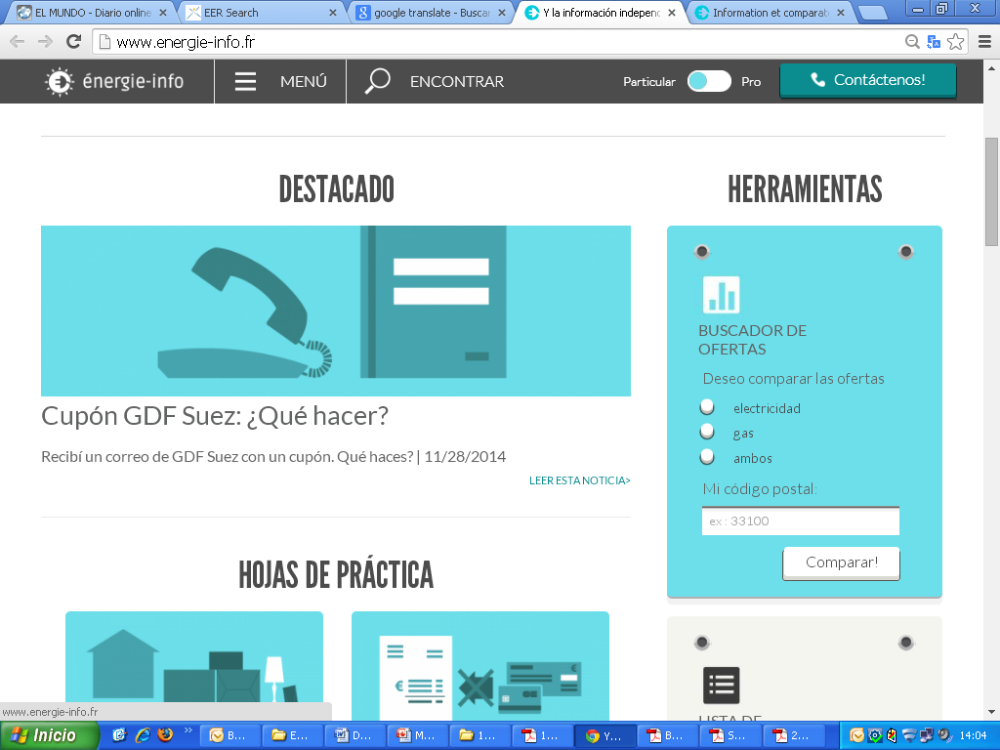 EL MUNDO - Diario online
EER Search
google translate - Busca
Y la información independ
Information et comparat
www.energie-info.fr
énergie-info
MENÚ
ENCONTRAR
Particular
Pro
Contáctenos!
DESTACADO
Cupón GDF Suez: ¿Qué hacer?
Recibí un correo de GDF Suez con un cupón. Qué haces? | 11/28/2014
LEER ESTA NOTICIA>
HOJAS DE PRÁCTICA
HERRAMIENTAS
BUSCADOR DE
OFERTAS
Deseo comparar las ofertas
electricidad
gas
ambos
Mi código postal:
ex : 33100
Comparar!
LISTA DE
www.energie-info.fr
Inicio
B...
E...
D...
M...
1...
1...
Y...
B...
S...
2...
14:04